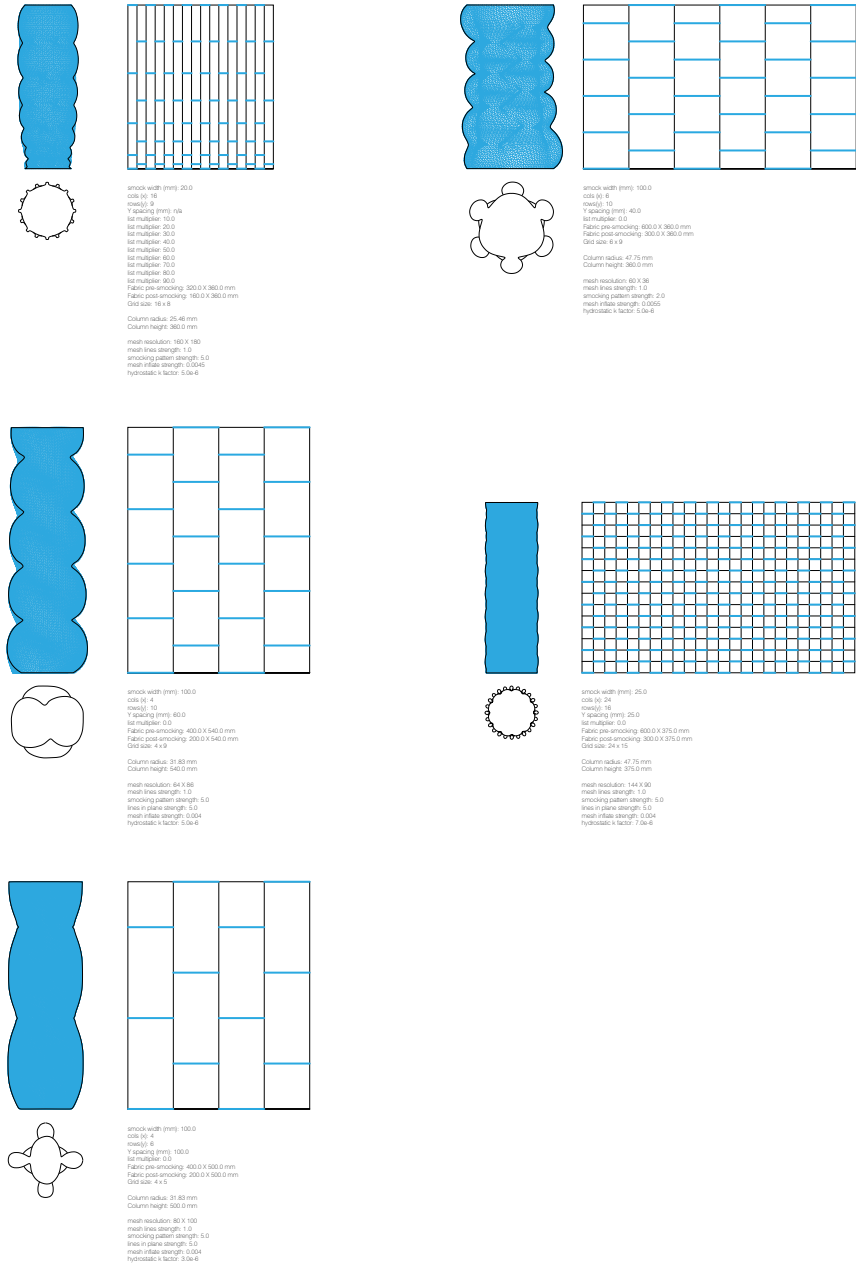 smock width (mm): 20.0
cols (x): 16
rows(y): 9
Y spacing (mm): n/a
list multiplier: 10.0
list multiplier: 20.0
list multiplier: 30.0
list multiplier: 40.0
list multiplier: 50.0
list multiplier: 60.0
list multiplier: 70.0
list multiplier: 80.0
list multiplier: 90.0
Fabric pre-smocking: 320.0 X 360.0 mm
Fabric post-smocking: 160.0 X 360.0 mm
Grid size: 16 x 8
Column radius: 25.46 mm
Column height: 360.0 mm
mesh resolution: 160 X 180
mesh lines strength: 1.0
smocking pattern strength: 5.0
mesh inflate strength: 0.0045
hydrostatic k factor: 5.0e-6
smock width (mm): 100.0
cols (x): 6
rows(y): 10
Y spacing (mm): 40.0
list multiplier: 0.0
Fabric pre-smocking: 600.0 X 360.0 mm
Fabric post-smocking: 300.0 X 360.0 mm
Grid size: 6 x 9
Column radius: 47.75 mm
Column height: 360.0 mm
mesh resolution: 60 X 36
mesh lines strength: 1.0
smocking pattern strength: 2.0
mesh inflate strength: 0.0055
hydrostatic k factor: 5.0e-6
smock width (mm): 100.0
cols (x): 4
rows(y): 10
Y spacing (mm): 60.0
list multiplier: 0.0
Fabric pre-smocking: 400.0 X 540.0 mm
Fabric post-smocking: 200.0 X 540.0 mm
Grid size: 4 x 9
Column radius: 31.83 mm
Column height: 540.0 mm
mesh resolution: 64 X 86
mesh lines strength: 1.0
smocking pattern strength: 5.0
lines in plane strength: 5.0
mesh inflate strength: 0.004
hydrostatic k factor: 5.0e-6
smock width (mm): 25.0
cols (x): 24
rows(y): 16
Y spacing (mm): 25.0
list multiplier: 0.0
Fabric pre-smocking: 600.0 X 375.0 mm
Fabric post-smocking: 300.0 X 375.0 mm
Grid size: 24 x 15
Column radius: 47.75 mm
Column height: 375.0 mm
mesh resolution: 144 X 90
mesh lines strength: 1.0
smocking pattern strength: 5.0
lines in plane strength: 5.0
mesh inflate strength: 0.004
hydrostatic k factor: 7.0e-6
smock width (mm): 100.0
cols (x): 4
rows(y): 6
Y spacing (mm): 100.0
list multiplier: 0.0
Fabric pre-smocking: 400.0 X 500.0 mm
Fabric post-smocking: 200.0 X 500.0 mm
Grid size: 4 x 5
Column radius: 31.83 mm
Column height: 500.0 mm
mesh resolution: 80 X 100
mesh lines strength: 1.0
smocking pattern strength: 5.0
lines in plane strength: 5.0
mesh inflate strength: 0.004
hydrostatic k factor: 3.0e-6